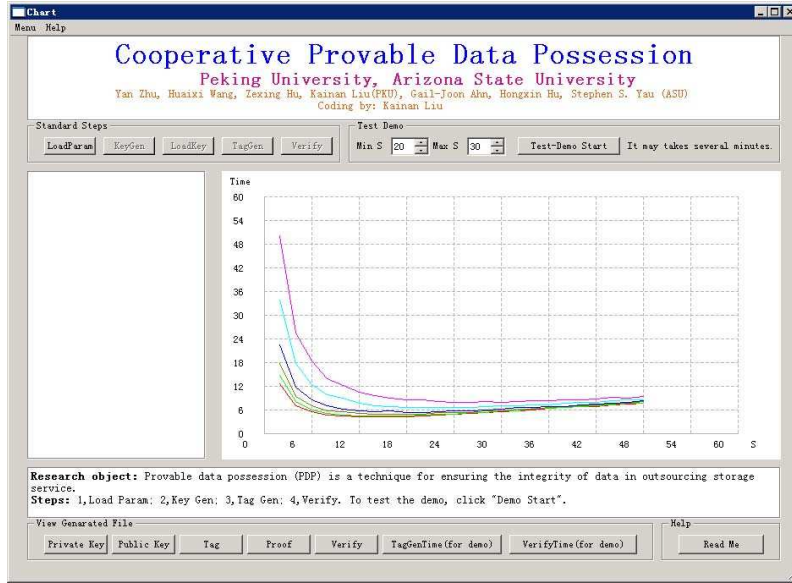 Chart
Menu Help
Cooperative Provable Data Possession
Peking University, Arizona State University
Yan Zhu, Huaixi Wang, Zexing Hu, Kainan Liu(PKU), Gail-Joon Ahn, Hongxin Hu, Stephen S. Yau (ASU)
Coding by: Kainan Liu
Standard Steps
LoadParam KeyGen LoadKey TagGen Verify
Test Demo
Min S 20 Max S 30 Test-Demo Start It may takes several minutes.
Time
60
54
48
42
36
30
24
18
12
6
0
0 6 12 18 24 30 36 42 48 54 60 S
Research object: Provable data possession (PDP) is a technique for ensuring the integrity of data in outsourcing storage
service.
Steps: 1,Load Param; 2,Key Gen; 3,Tag Gen; 4,Verify. To test the demo, click "Demo Start".
View Genarated File
Private Key Public Key Tag Proof Verify TagGenTime(for demo) VerifyTime(for demo)
Help
Read Me